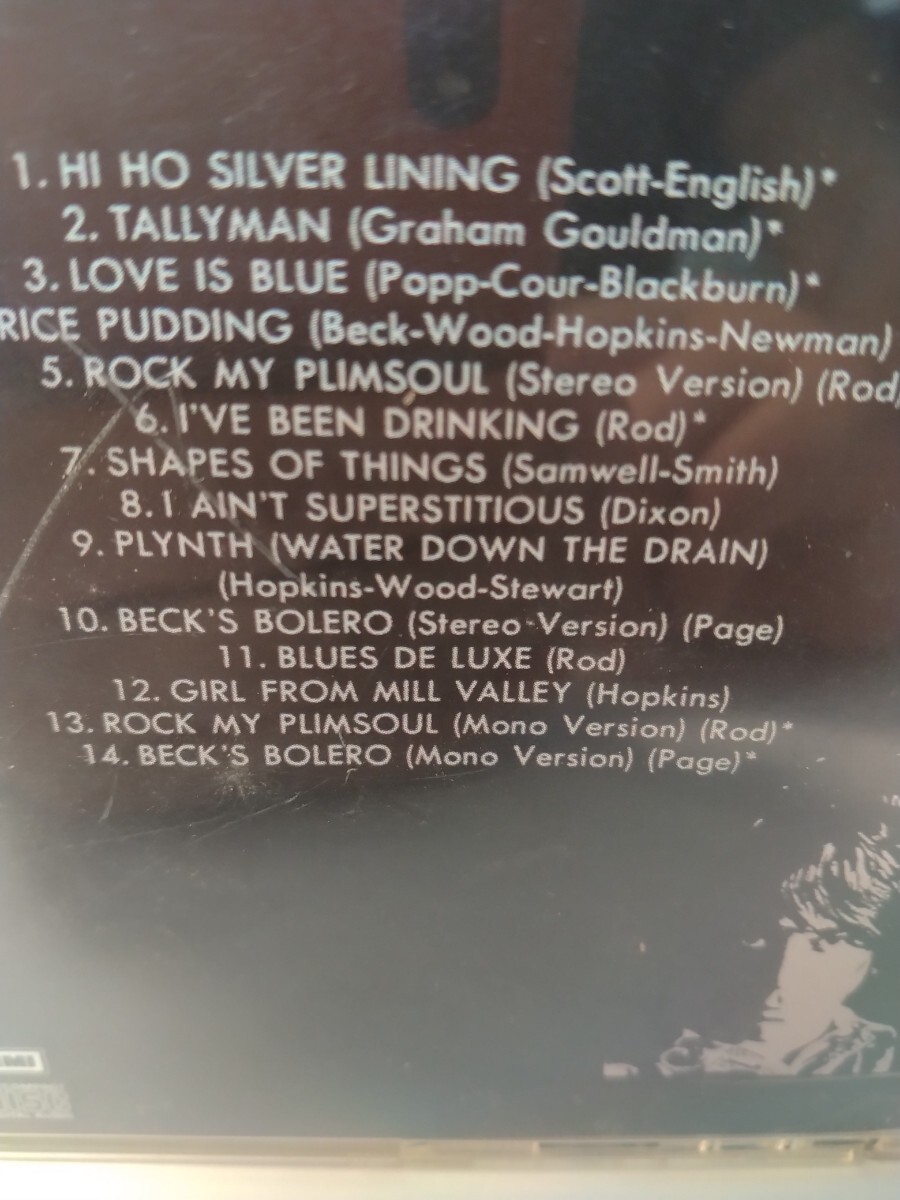 1. HI HO SILVER LINING (Scott-English)*
2. TALLYMAN (Graham Gouldman)*
3. LOVE IS BLUE (Popp-Cour-Blackburn)*
RICE PUDDING (Beck-Wood-Hopkins-Newman)
5. ROCK MY PLIMSOUL (Stereo Version) (Rod)
6. I'VE BEEN DRINKING (Rod)*
7. SHAPES OF THINGS (Samwell-Smith)
8. I AIN'T SUPERSTITIOUS (Dixon)
9. PLYNTH (WATER DOWN THE DRAIN)
(Hopkins-Wood-Stewart)
10. BECK'S BOLERO (Stereo Version) (Page)
11. BLUES DE LUXE (Rod)
12. GIRL FROM MILL VALLEY (Hopkins)
13. ROCK MY PLIMSOUL (Mono Version) (Rod)*
14. BECK'S BOLERO (Mono Version) (Page)*
EMI